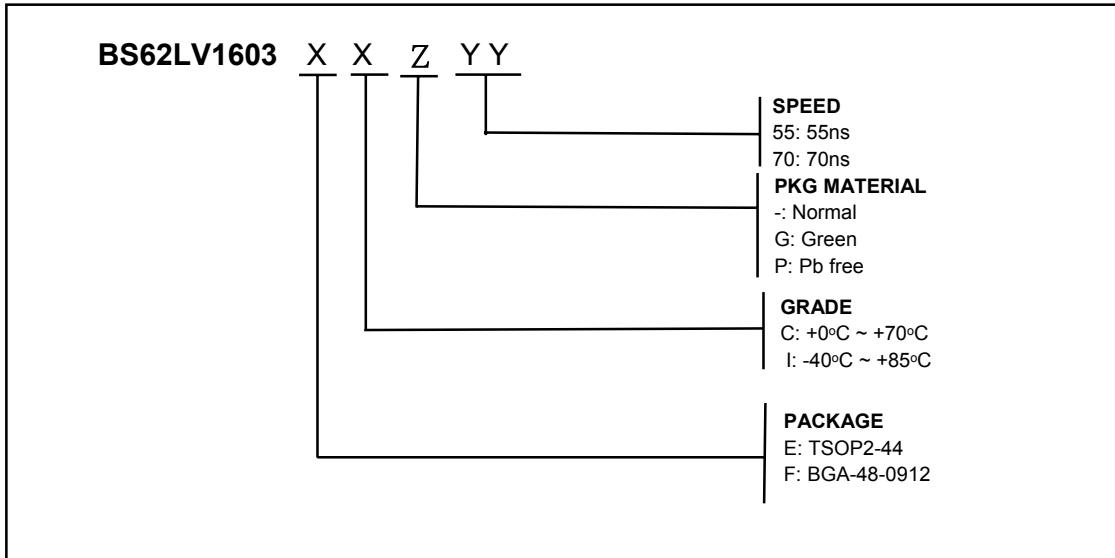 BS62LV1603 X X Z Y Y
SPEED
55: 55ns
70: 70ns
PKG MATERIAL
-: Normal
G: Green
P: Pb free
GRADE
C: +0ºC ~ +70ºC
I: -40ºC ~ +85ºC
PACKAGE
E: TSOP2-44
F: BGA-48-0912